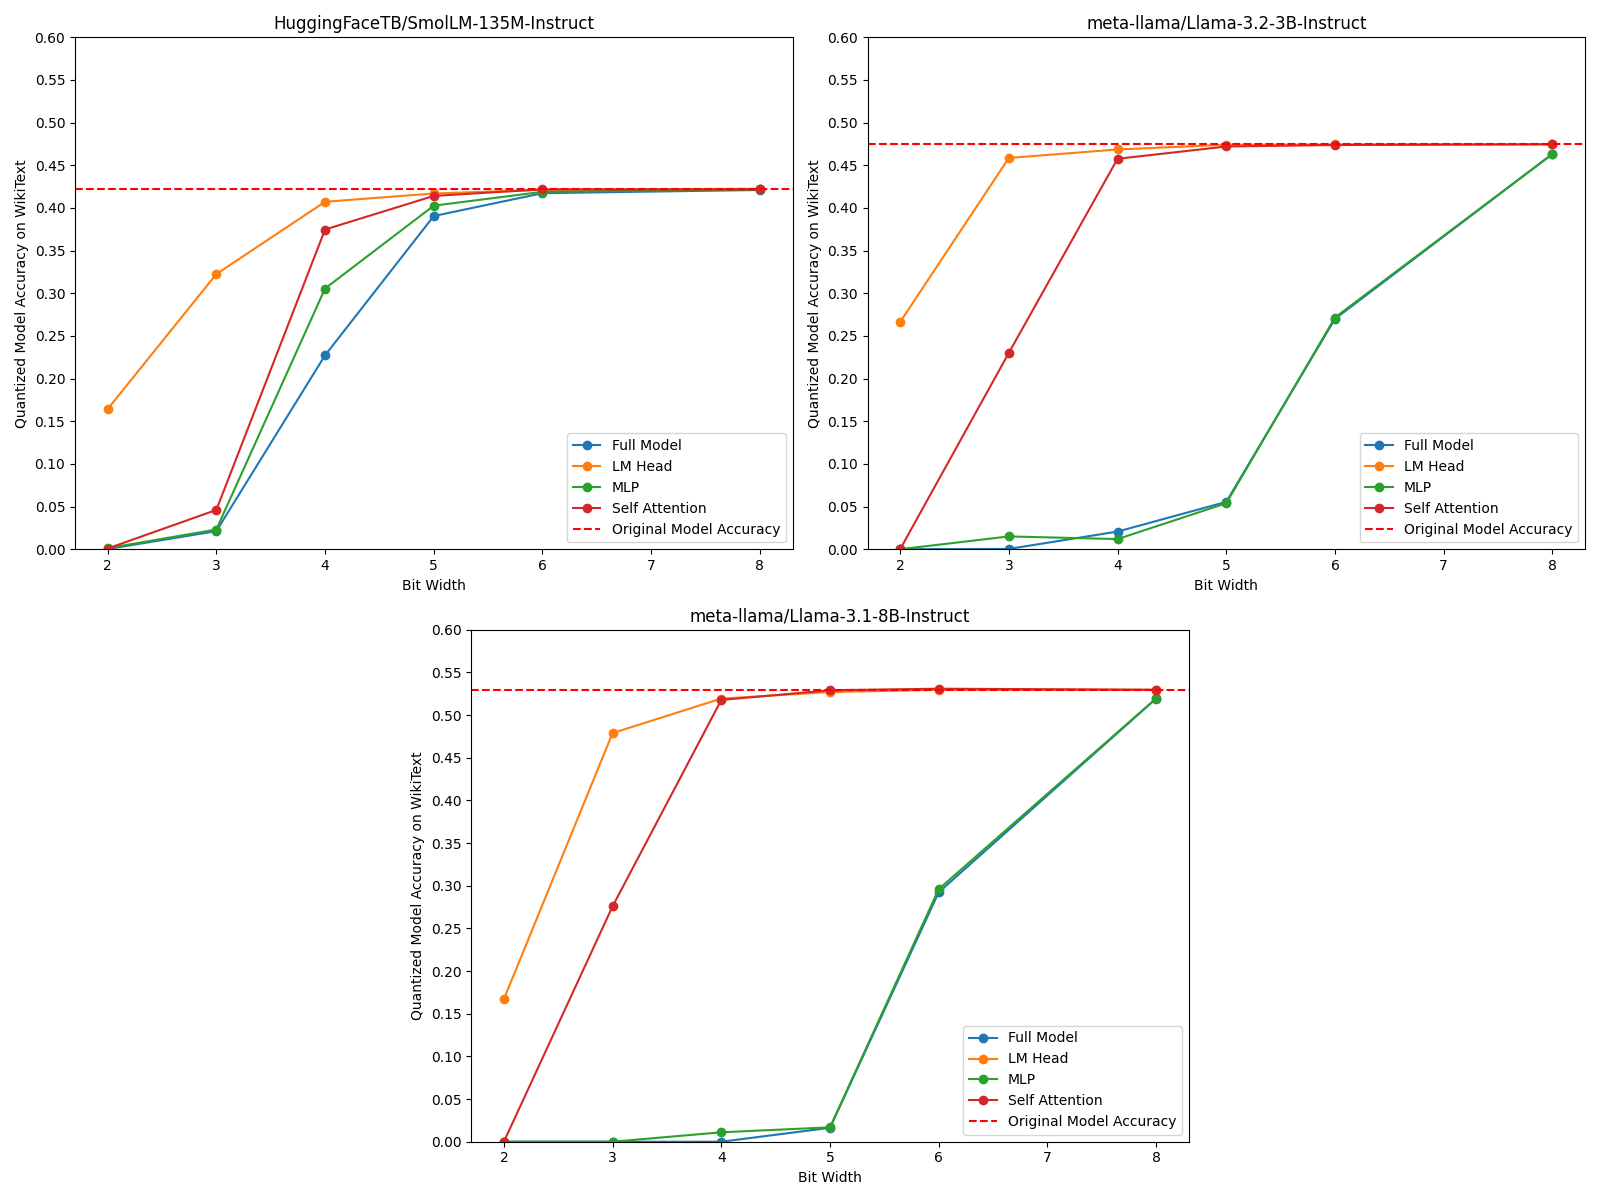 HuggingFaceTB/SmolLM-135M-Instruct
Quantized Model Accuracy on WikiText
0.60
0.55
0.50
0.45
0.40
0.35
0.30
0.25
0.20
0.15
0.10
0.05
0.00
Full Model
LM Head
MLP
Self Attention
Original Model Accuracy
2 3 4 5 6 7 8
Bit Width
meta-llama/Llama-3.2-3B-Instruct
Quantized Model Accuracy on WikiText
0.60
0.55
0.50
0.45
0.40
0.35
0.30
0.25
0.20
0.15
0.10
0.05
0.00
Full Model
LM Head
MLP
Self Attention
Original Model Accuracy
2 3 4 5 6 7 8
Bit Width
meta-llama/Llama-3.1-8B-Instruct
Quantized Model Accuracy on WikiText
0.60
0.55
0.50
0.45
0.40
0.35
0.30
0.25
0.20
0.15
0.10
0.05
0.00
Full Model
LM Head
MLP
Self Attention
Original Model Accuracy
2 3 4 5 6 7 8
Bit Width